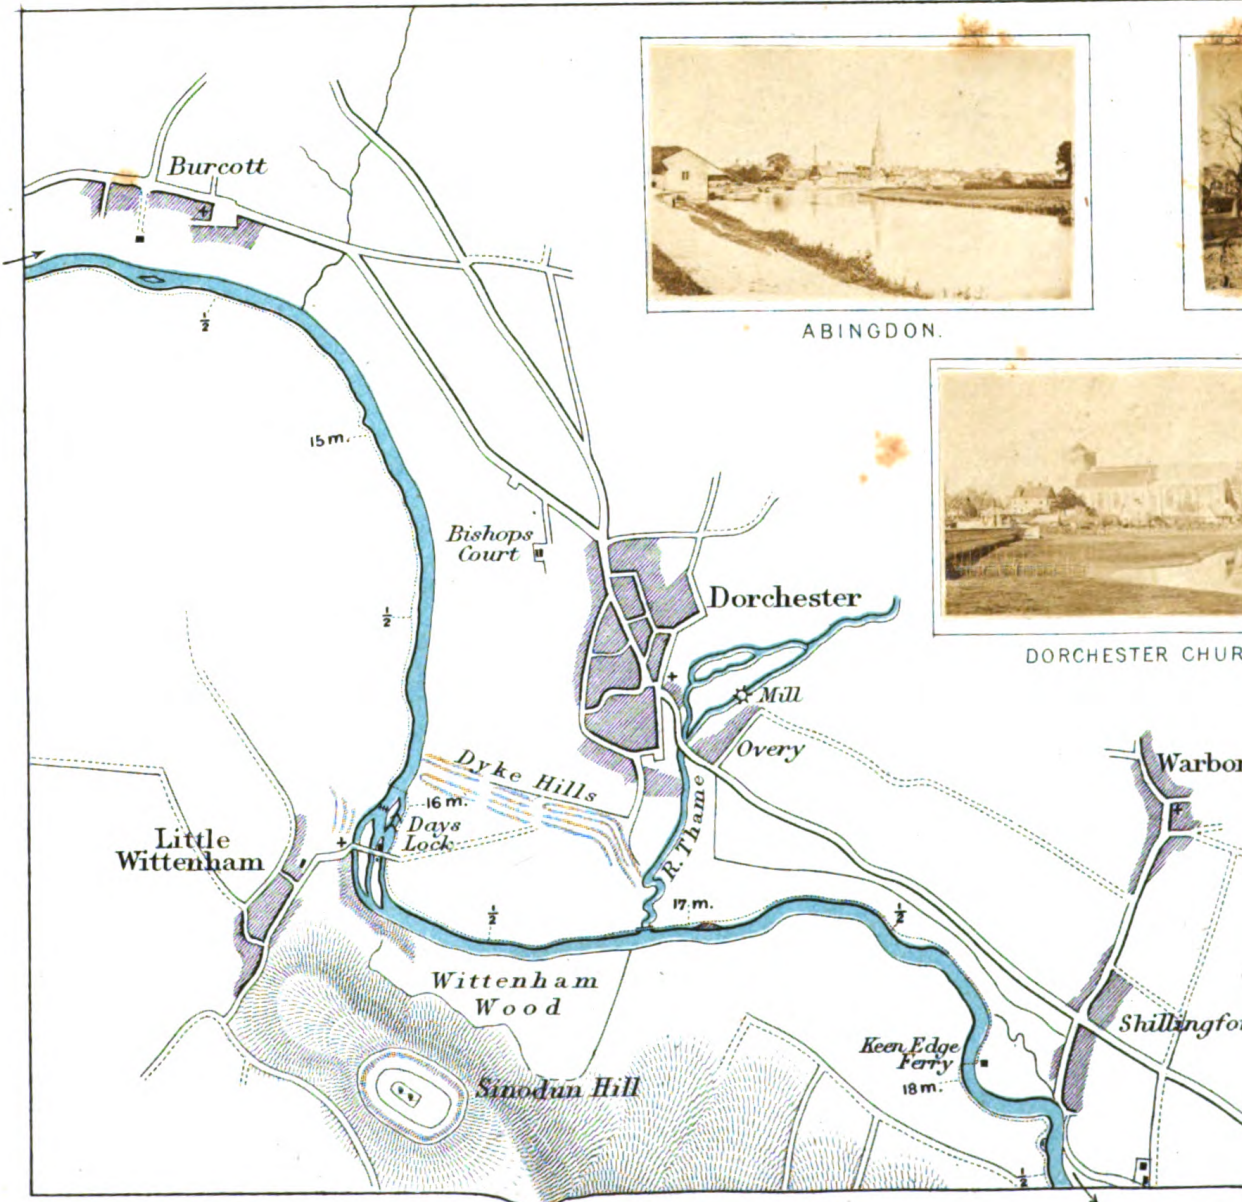 Burcott
ABINGDON.
½
15 m.
DORCHESTER
Bishops
Court
Dorchester
½
Mill
Overy
Dyke Hills
16 m.
Days
Lock
Little
Wittenham
R. Thame
17 m.
½
½
Wittenham
Wood
Keen Edge
Ferry
18 m.
Sinodun Hill
½